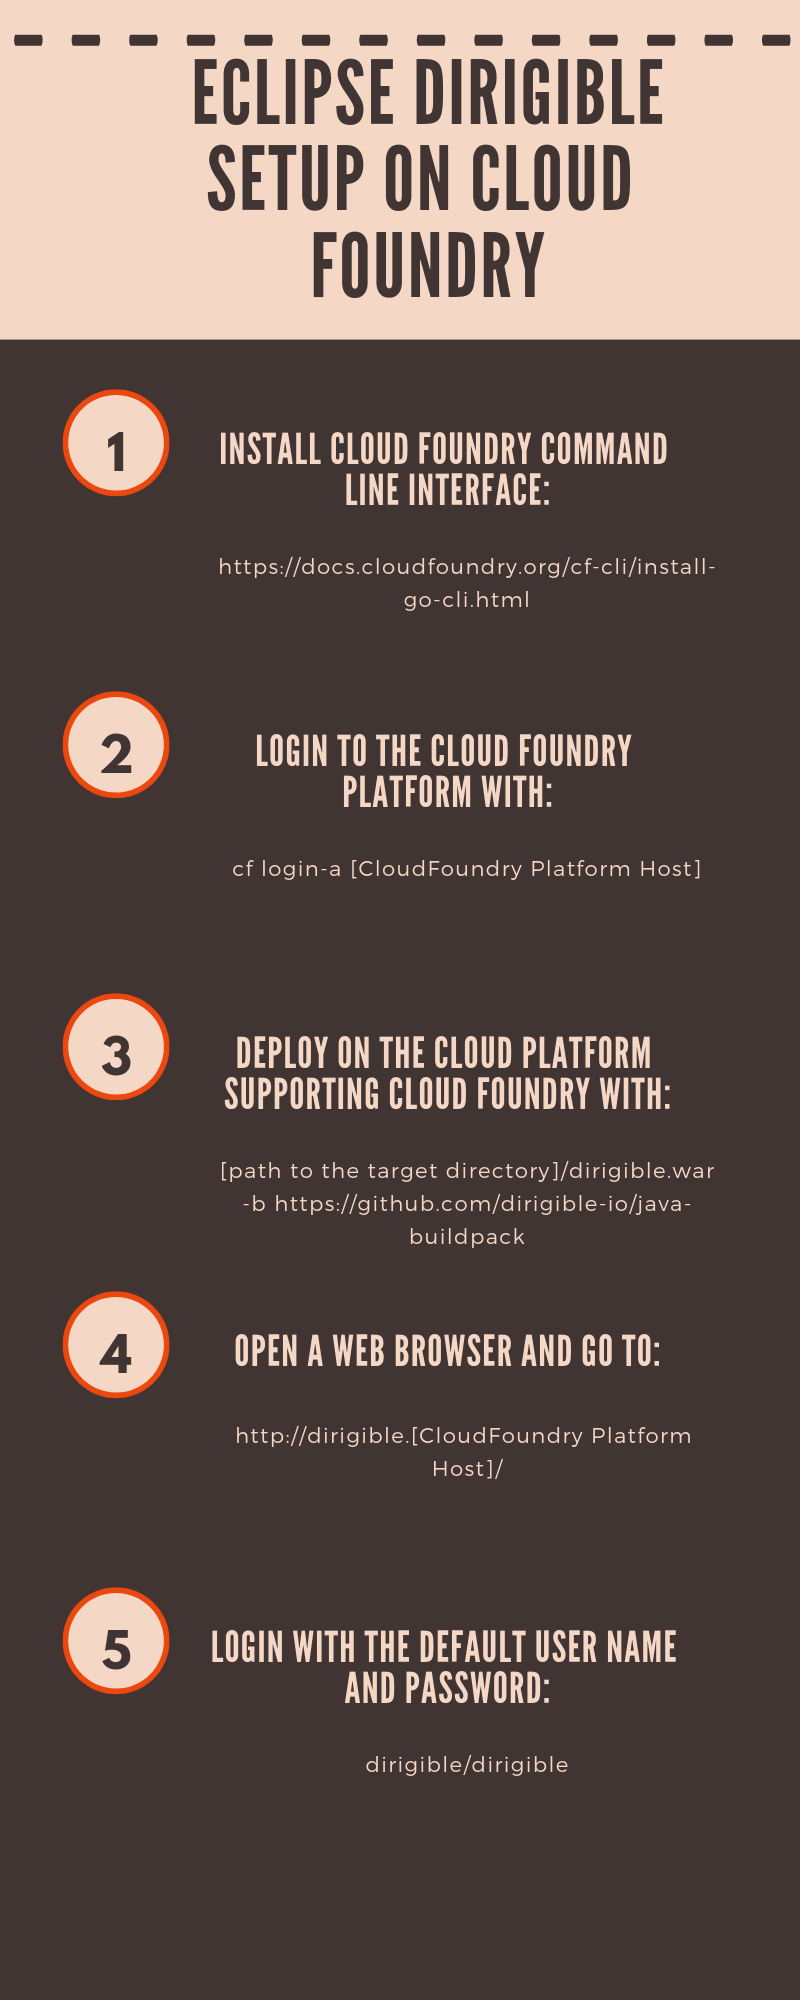 ECLIPSE DIRIGIBLE
SETUP ON CLOUD
FOUNDRY
1
INSTALL CLOUD FOUNDRY COMMAND
LINE INTERFACE:
https://docs.cloudfoundry.org/cf-cli/install-
go-cli.html
2
LOGIN TO THE CLOUD FOUNDRY
PLATFORM WITH:
cf login-a [CloudFoundry Platform Host]
3
DEPLOY ON THE CLOUD PLATFORM
SUPPORTING CLOUD FOUNDRY WITH:
[path to the target directory]/dirigible.war
-b https://github.com/dirigible-io/java-
buildpack
4
OPEN A WEB BROWSER AND GO TO:
http://dirigible.[CloudFoundry Platform
Host]/
5
LOGIN WITH THE DEFAULT USER NAME
AND PASSWORD:
dirigible/dirigible